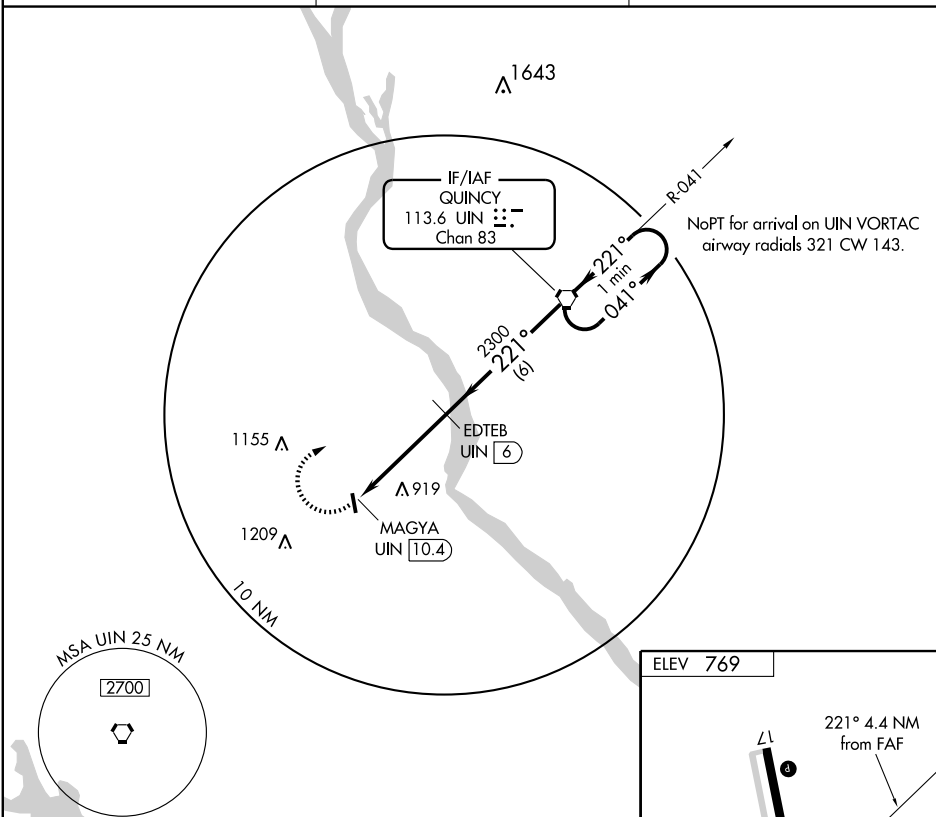 1643
IF/IAF
QUINCY
113.6 UIN
Chan 83
R-041
NoPT for arrival on UIN VORTAC
airway radials 321 CW 143.
221°
1 min
041°
2300
221°
(6)
EDTEB
UIN 6
1155
919
MAGYA
UIN 10.4
1209
10 NM
MSA UIN 25 NM
2700
ELEV 769
221° 4.4 NM
from FAF
17
P